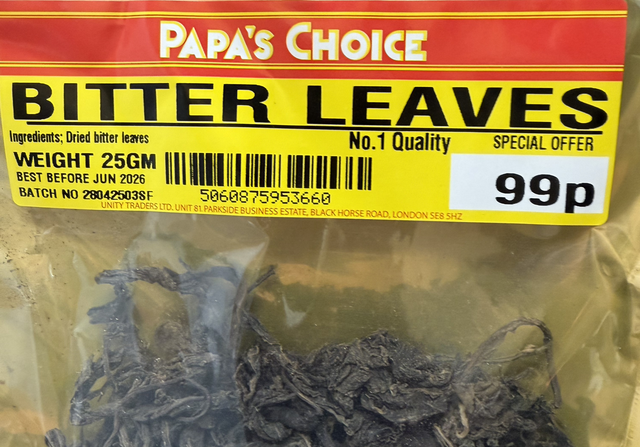 PAPA'S CHOICE
BITTER LEAVES
Ingredients; Dried bitter leaves
No.1 Quality
SPECIAL OFFER
WEIGHT 25GM
BEST BEFORE JUN 2026
BATCH NO 28042503SF
5060875953660
99p
UNITY TRADERS LTD. UNIT 81 PARKSIDE BUSINESS ESTATE, BLACK HORSE ROAD, LONDON SE8 5HZ